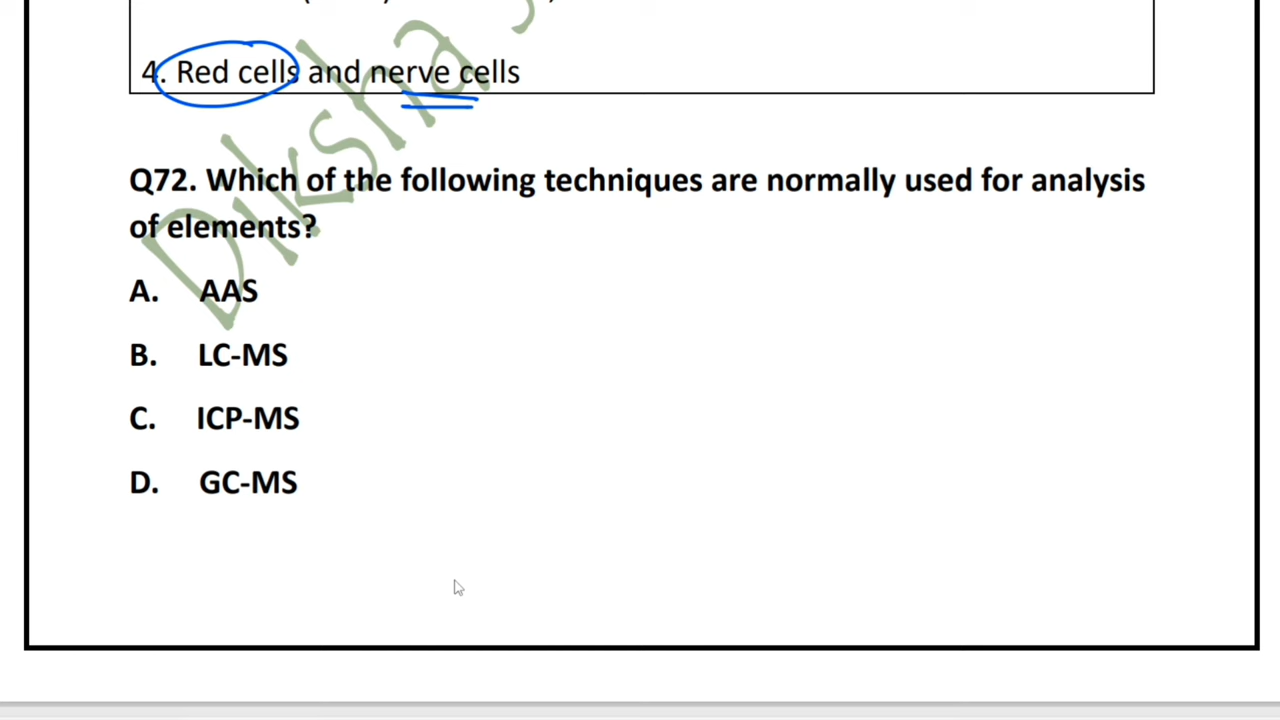 4. Red cells and nerve cells
Diksha
Q72. Which of the following techniques are normally used for analysis
of elements?
A. AAS
B. LC-MS
C. ICP-MS
D. GC-MS